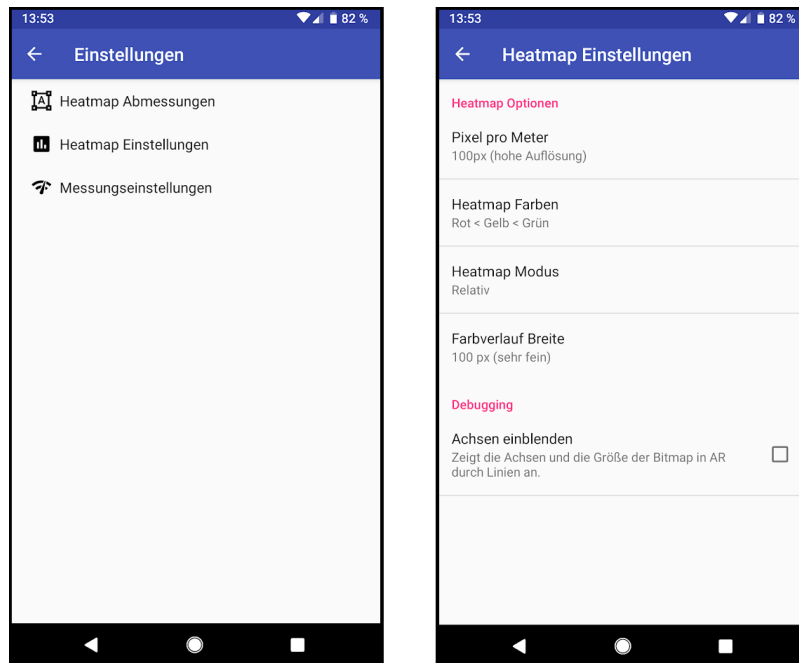 13:53
82 %
Einstellungen
Heatmap Abmessungen
Heatmap Einstellungen
Messungseinstellungen
13:53
82 %
Heatmap Einstellungen
Heatmap Optionen
Pixel pro Meter
100px (hohe Auflösung)
Heatmap Farben
Rot < Gelb < Grün
Heatmap Modus
Relativ
Farbverlauf Breite
100 px (sehr fein)
Debugging
Achsen einblenden
Zeigt die Achsen und die Größe der Bitmap in AR
durch Linien an.